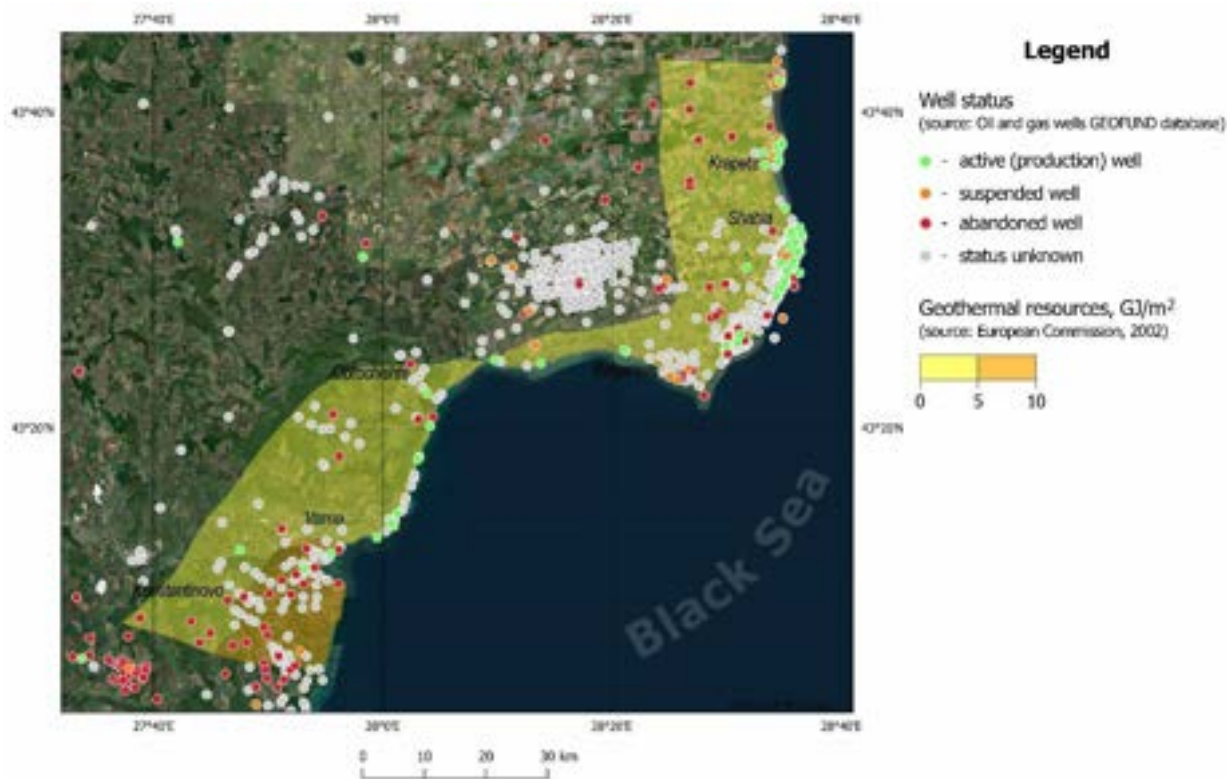 27°40'E 28°0'E 28°20'E 28°40'E
Legend
Well status
(source: Oil and gas wells GEOFUND database)
- active (production) well
- suspended well
- abandoned well
- status unknown
Geothermal resources, GJ/m²
(source: European Commission, 2002)
0 5 10
43°40'N 43°40'N
Krapets
Shabla
43°20'N 43°20'N
Varna
Konstantinovo
Black Sea
27°40'E 28°0'E 28°20'E 28°40'E
0 10 20 30 km